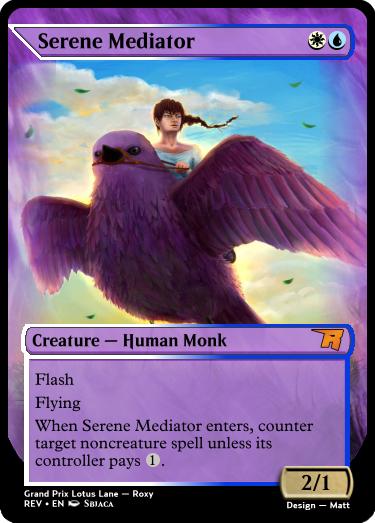 Serene Mediator
Creature — Human Monk
Flash
Flying
When Serene Mediator enters, counter
target noncreature spell unless its
controller pays 1.
2/1
Grand Prix Lotus Lane — Roxy
REV • EN Sbjaca
Design — Matt